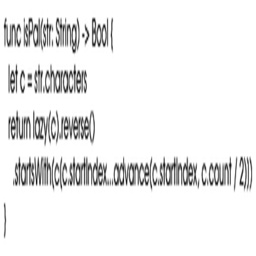 func isPal(str: String) -> Bool {
let c = str.characters
return lazy(c).reverse()
.startsWith(c(c.startIndex...advance(c.startIndex, c.count / 2)))
}